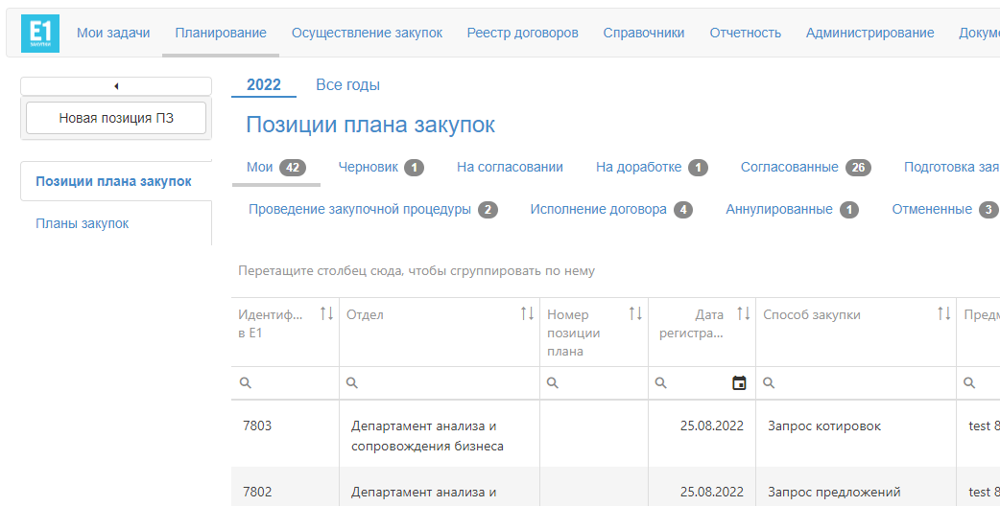 E1
ЗАКУПКИ
Мои задачи Планирование Осуществление закупок Реестр договоров Справочники Отчетность Администрирование Докуме
2022 Все годы
Новая позиция ПЗ
Позиции плана закупок
Мои 42 Черновик 1 На согласовании На доработке 1 Согласованные 26 Подготовка зая
Позиции плана закупок
Проведение закупочной процедуры 2 Исполнение договора 4 Аннулированные 1 Отмененные 3
Планы закупок
Перетащите столбец сюда, чтобы сгруппировать по нему
Идентиф... Отдел Номер Дата Способ закупки Предм
в E1 позиции регистра...
плана
7803 Департамент анализа и 25.08.2022 Запрос котировок test 8
сопровождения бизнеса
7802 Департамент анализа и 25.08.2022 Запрос предложений test 8